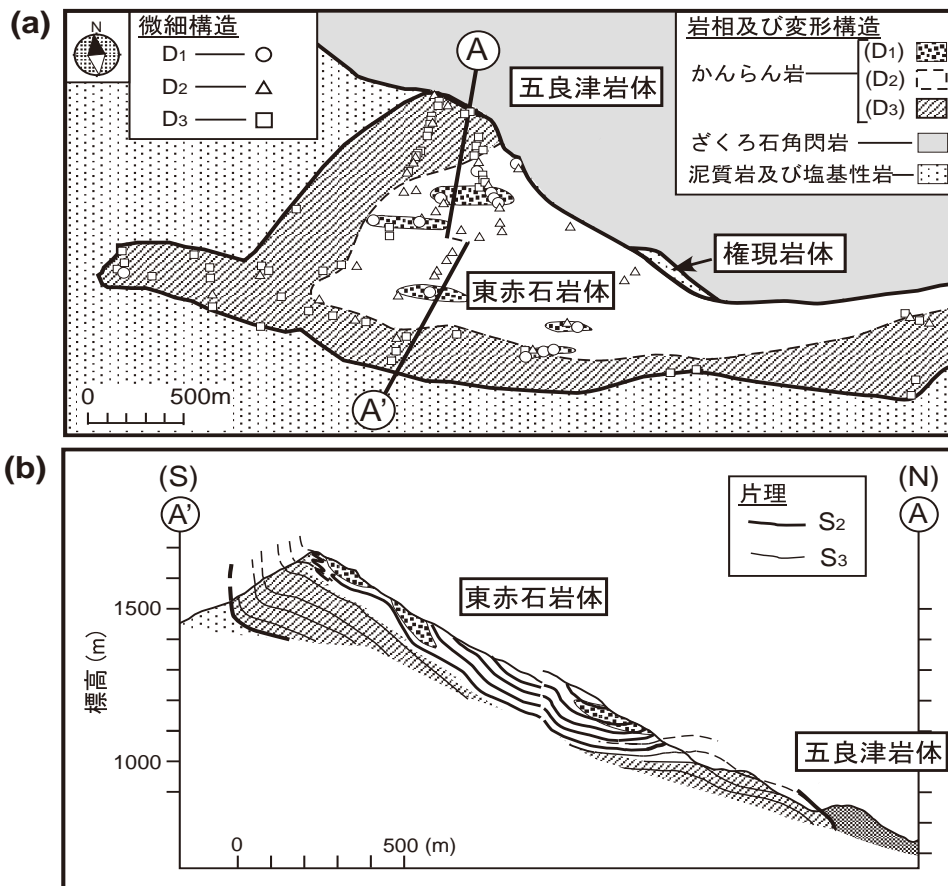 (a)
N
微細構造
D1
D2
D3
A
五良津岩体
岩相及び変形構造
かんらん岩
(D1)
(D2)
(D3)
ざくろ石角閃岩
泥質岩及び塩基性岩
権現岩体
東赤石岩体
0 500m
A'
(b)
(S)
A'
(N)
A
片理
S2
S3
東赤石岩体
五良津岩体
標高 (m)
1500
1000
0 500 (m)